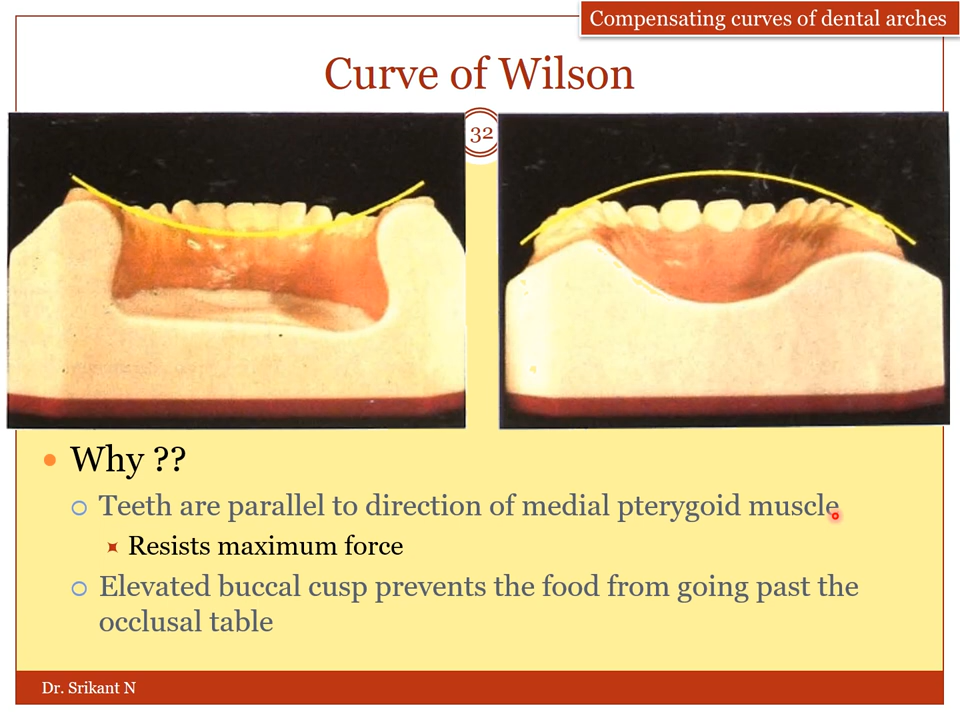 Compensating curves of dental arches
Curve of Wilson
32
Why ??
Teeth are parallel to direction of medial pterygoid muscle
Resists maximum force
Elevated buccal cusp prevents the food from going past the
occlusal table
Dr. Srikant N